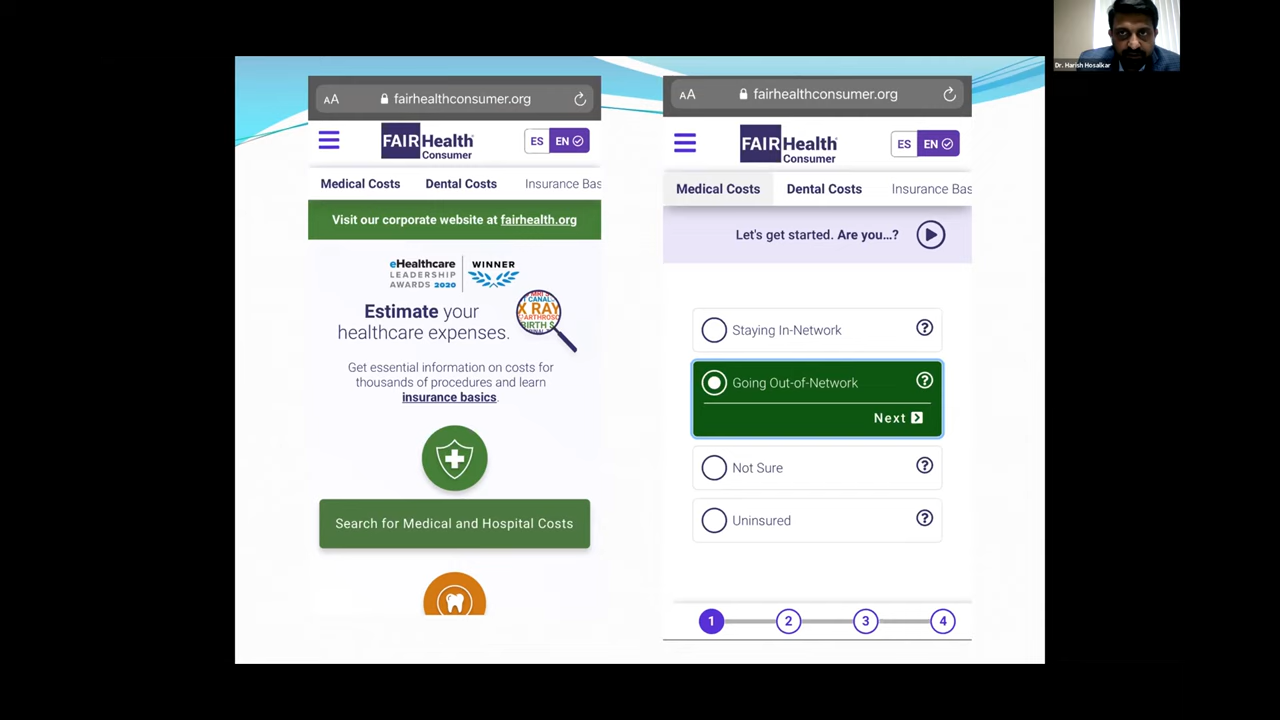 Dr. Harish Hosalkar
AA fairhealthconsumer.org
FAIR Health
Consumer
ES EN
Medical Costs Dental Costs Insurance Bas
Visit our corporate website at fairhealth.org
eHealthcare
LEADERSHIP
AWARDS 2020
WINNER
Estimate your
healthcare expenses.
X RAY
ARTHROSC
BIRTH $
Get essential information on costs for
thousands of procedures and learn
insurance basics.
Search for Medical and Hospital Costs
AA fairhealthconsumer.org
FAIR Health
Consumer
ES EN
Medical Costs Dental Costs Insurance Bas
Let's get started. Are you...?
Staying In-Network ?
Going Out-of-Network ?
Next
Not Sure ?
Uninsured ?
1 2 3 4